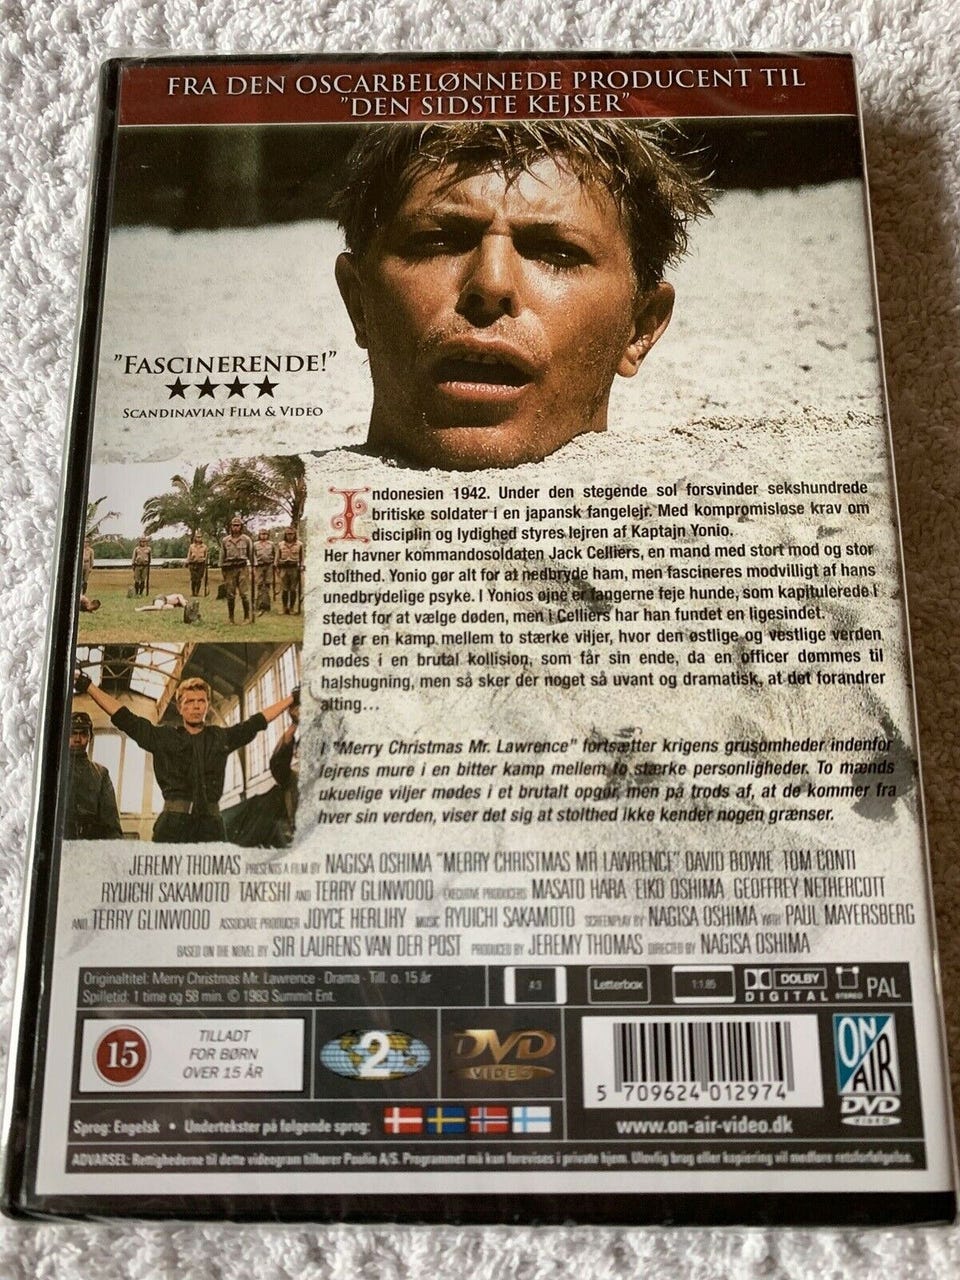 FRA DEN OSCARBELØNNEDE PRODUCENT TIL
"DEN SIDSTE KEJSER"
"FASCINERENDE!"
★★★★
SCANDINAVIAN FILM & VIDEO
Indonesien 1942. Under den stegende sol forsvinder sekshundrede
britiske soldater i en japansk fangelejr. Med kompromisløse krav om
disciplin og lydighed styres lejren af Kaptajn Yonio.
Her havner kommandosoldaten Jack Celliers, en mand med stort mod og stor
stolthed. Yonio gør alt for at nedbryde ham, men fascineres modvilligt af hans
unedbrydelige psyke. I Yonios øjne er fangerne feje hunde, som kapitulerede i
stedet for at vælge døden, men i Celliers har han fundet en ligesindet.
Det er en kamp mellem to stærke viljer, hvor den østlige og vestlige verden
mødes i en brutal kollision, som får sin ende, da en officer dømmes til
halshugning, men så sker der noget så uvant og dramatisk, at det forandrer
alting...
I "Merry Christmas Mr. Lawrence" fortsætter krigens grusomheder indenfor
lejrens mure i en bitter kamp mellem to stærke personligheder. To mænds
ukuelige viljer mødes i et brutalt opgør, men på trods af, at de kommer fra
hver sin verden, viser det sig at stolthed ikke kender nogen grænser.
JEREMY THOMAS PRESENTS A FILM BY NAGISA OSHIMA "MERRY CHRISTMAS MR LAWRENCE" DAVID BOWIE TOM CONTI
RYUICHI SAKAMOTO TAKESHI AND TERRY GLINWOOD EXECUTIVE PRODUCERS MASATO HARA EIKO OSHIMA GEOFFREY NETHERCOTT
AND TERRY GLINWOOD ASSOCIATE PRODUCER JOYCE HERLIHY MUSIC RYUICHI SAKAMOTO SCREENPLAY BY NAGISA OSHIMA WITH PAUL MAYERSBERG
BASED ON THE NOVEL BY SIR LAURENS VAN DER POST PRODUCED BY JEREMY THOMAS DIRECTED BY NAGISA OSHIMA
Originaltitel: Merry Christmas Mr. Lawrence - Drama - Till. o. 15 år
Spilletid: 1 time og 58 min. © 1983 Summit Ent.
4:3
Letterbox
1:1.85
DOLBY
DIGITAL
STEREO
PAL
15
TILLADT
FOR BØRN
OVER 15 ÅR
2
DVD
VIDEO
5 709624 012974
ON
AIR
DVD
VIDEO
Sprog: Engelsk • Undertekster på følgende sprog:
www.on-air-video.dk
ADVARSEL: Rettighederne til dette videogram tilhører Paulin A/S. Programmet må kun forevises i private hjem. Ulovlig brug eller kopiering vil medføre retsforfølgelse.